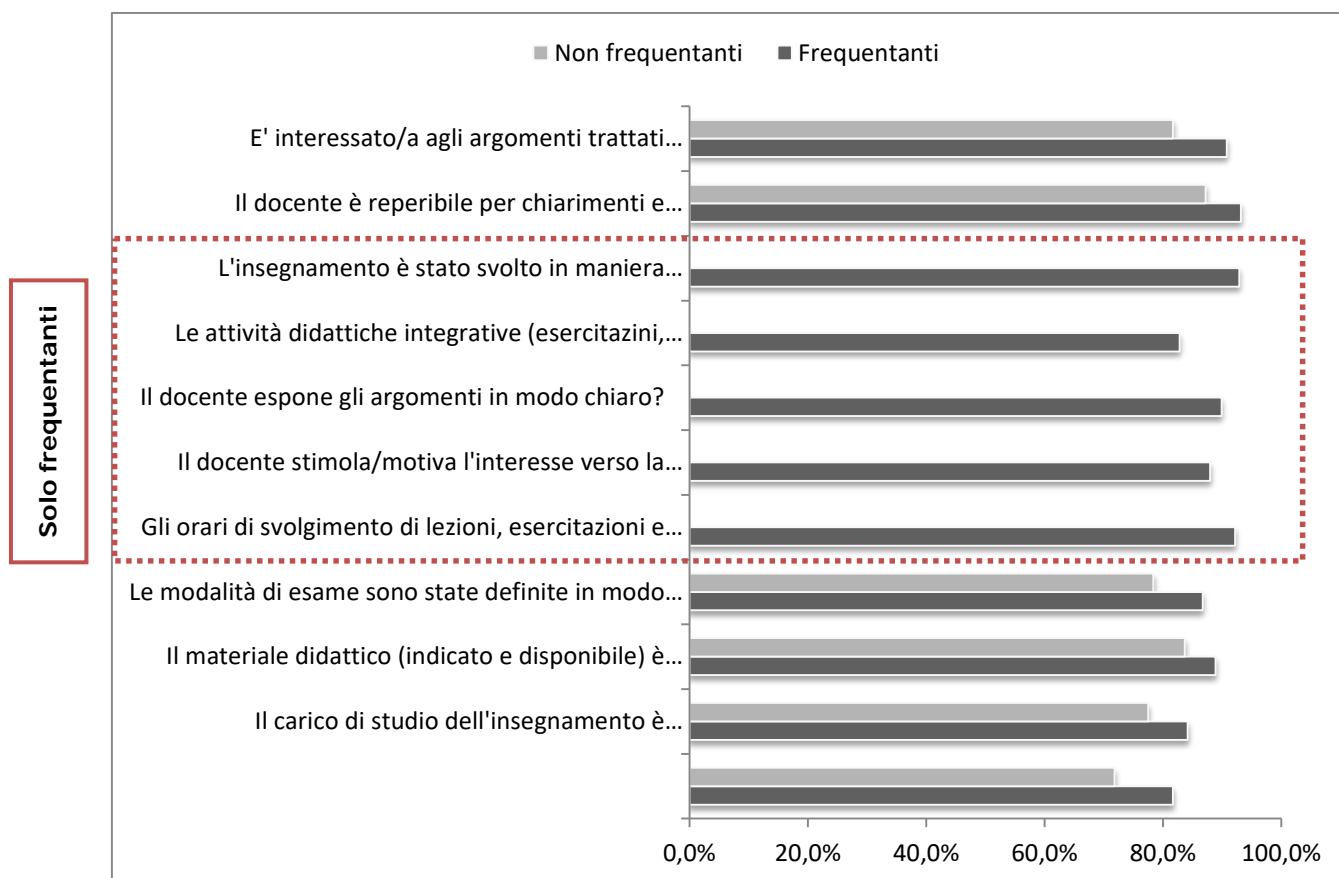 Non frequentanti Frequentanti
E' interessato/a agli argomenti trattati...
Il docente è reperibile per chiarimenti e...
L'insegnamento è stato svolto in maniera...
Le attività didattiche integrative (esercitazini,...
Il docente espone gli argomenti in modo chiaro?
Il docente stimola/motiva l'interesse verso la...
Gli orari di svolgimento di lezioni, esercitazioni e...
Le modalità di esame sono state definite in modo...
Il materiale didattico (indicato e disponibile) è...
Il carico di studio dell'insegnamento è...
0,0% 20,0% 40,0% 60,0% 80,0% 100,0%
Solo frequentanti